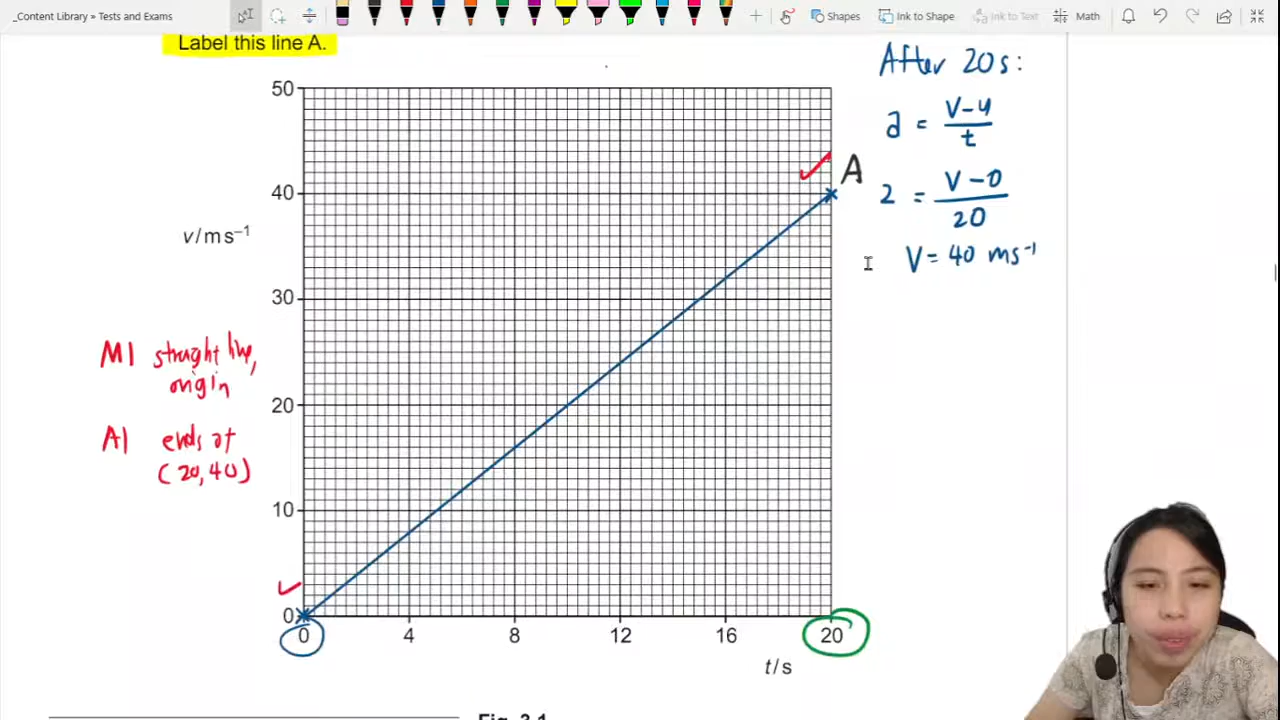 _Content Library » Tests and Exams
Shapes
Ink to Shape
Ink to Text
Math
Label this line A.
After 20 s:
a = v-u / t
2 = v-0 / 20
v = 40 ms⁻¹
A
50
40
v/ms⁻¹
30
M1 straight line,
origin
20
A1 ends at
(20,40)
10
0
0 4 8 12 16 20
t/s
Fig. 3.1